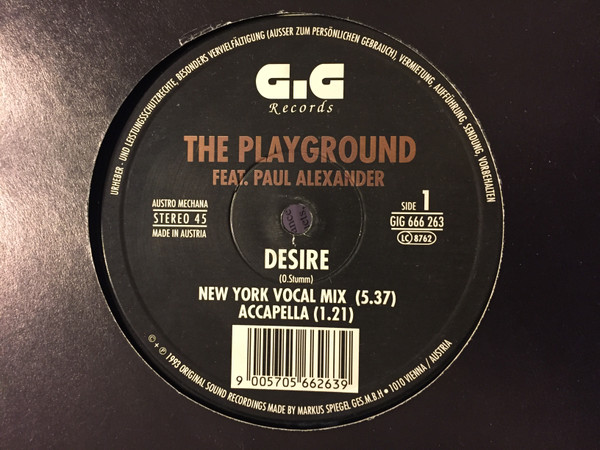 URHEBER - UND LEISTUNGSSCHUTZRECHTE, BESONDERS VERVIELFÄLTIGUNG (AUSSER ZUM PERSÖNLICHEN GEBRAUCH), VERMIETUNG, AUFFÜHRUNG, SENDUNG, VORBEHALTEN
GIG
Records
THE PLAYGROUND
FEAT. PAUL ALEXANDER
AUSTRO MECHANA
STEREO 45
MADE IN AUSTRIA
SIDE 1
GIG 666 263
LC 8762
DESIRE
(O.Stumm)
NEW YORK VOCAL MIX (5.37)
ACCAPELLA (1.21)
9 005705 662639
© + ℗ 1993 ORIGINAL SOUND RECORDINGS MADE BY MARKUS SPIEGEL GES.M.B.H • 1010 VIENNA / AUSTRIA